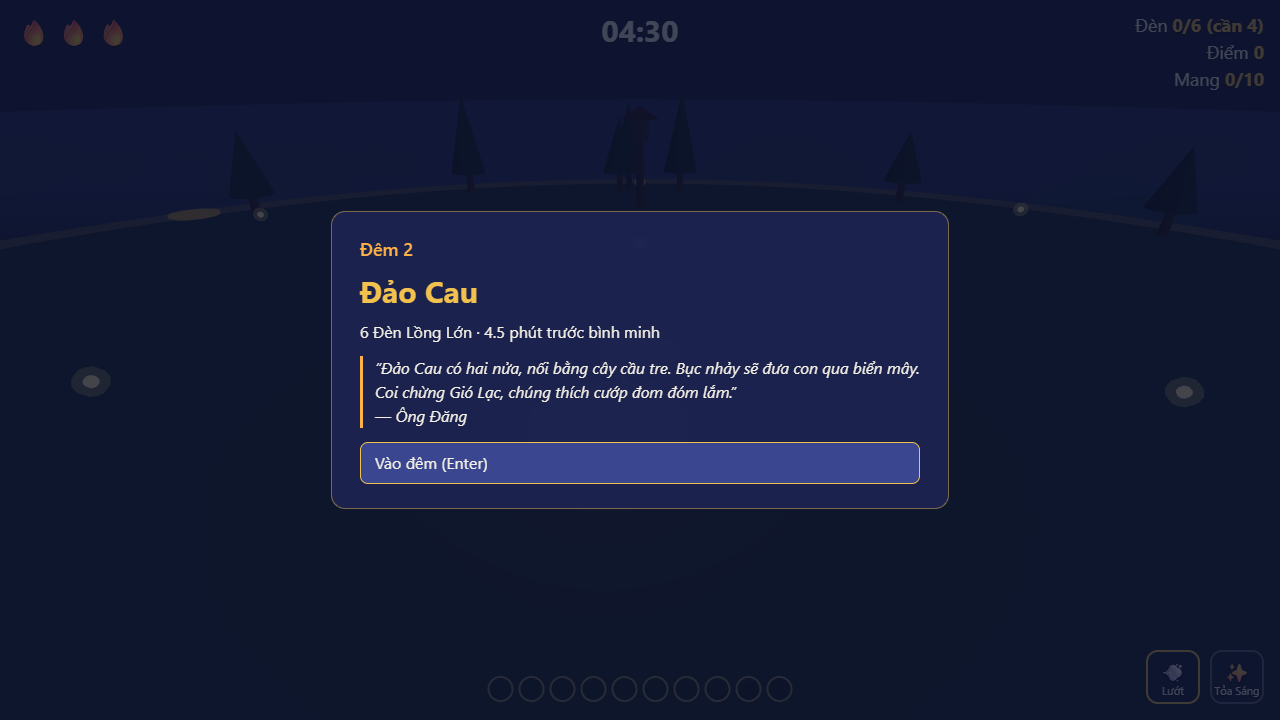 04:30
Đèn 0/6 (cần 4)
Điểm 0
Mang 0/10
Đêm 2
Đảo Cau
6 Đèn Lồng Lớn · 4.5 phút trước bình minh
“Đảo Cau có hai nửa, nối bằng cây cầu tre. Bục nhảy sẽ đưa con qua biển mây.
Coi chừng Gió Lạc, chúng thích cướp đom đóm lắm.”
— Ông Đăng
Vào đêm (Enter)
Lướt
Tỏa Sáng